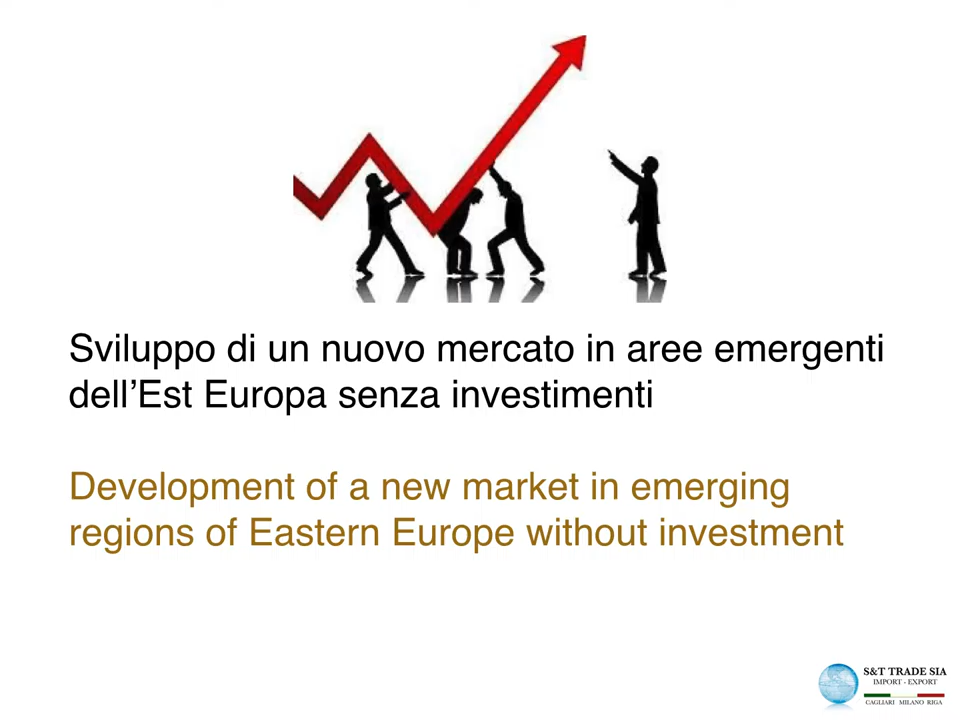 Sviluppo di un nuovo mercato in aree emergenti
dell’Est Europa senza investimenti
Development of a new market in emerging
regions of Eastern Europe without investment
S&T TRADE SIA
IMPORT - EXPORT
CAGLIARI MILANO RIGA